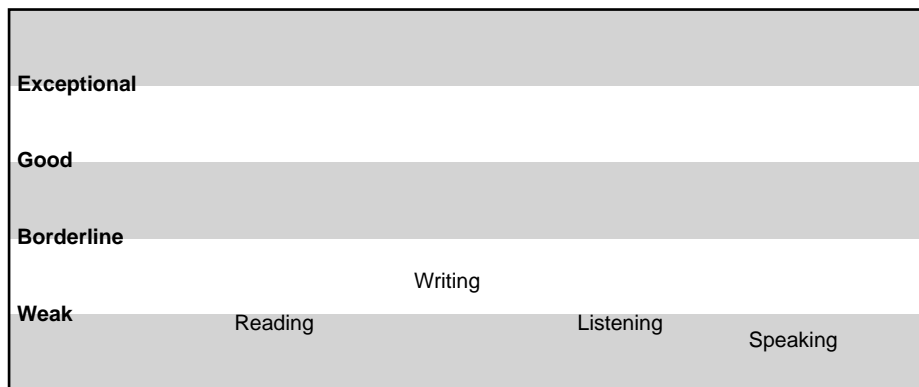 Exceptional
Good
Borderline
Writing
Weak
Reading
Listening
Speaking